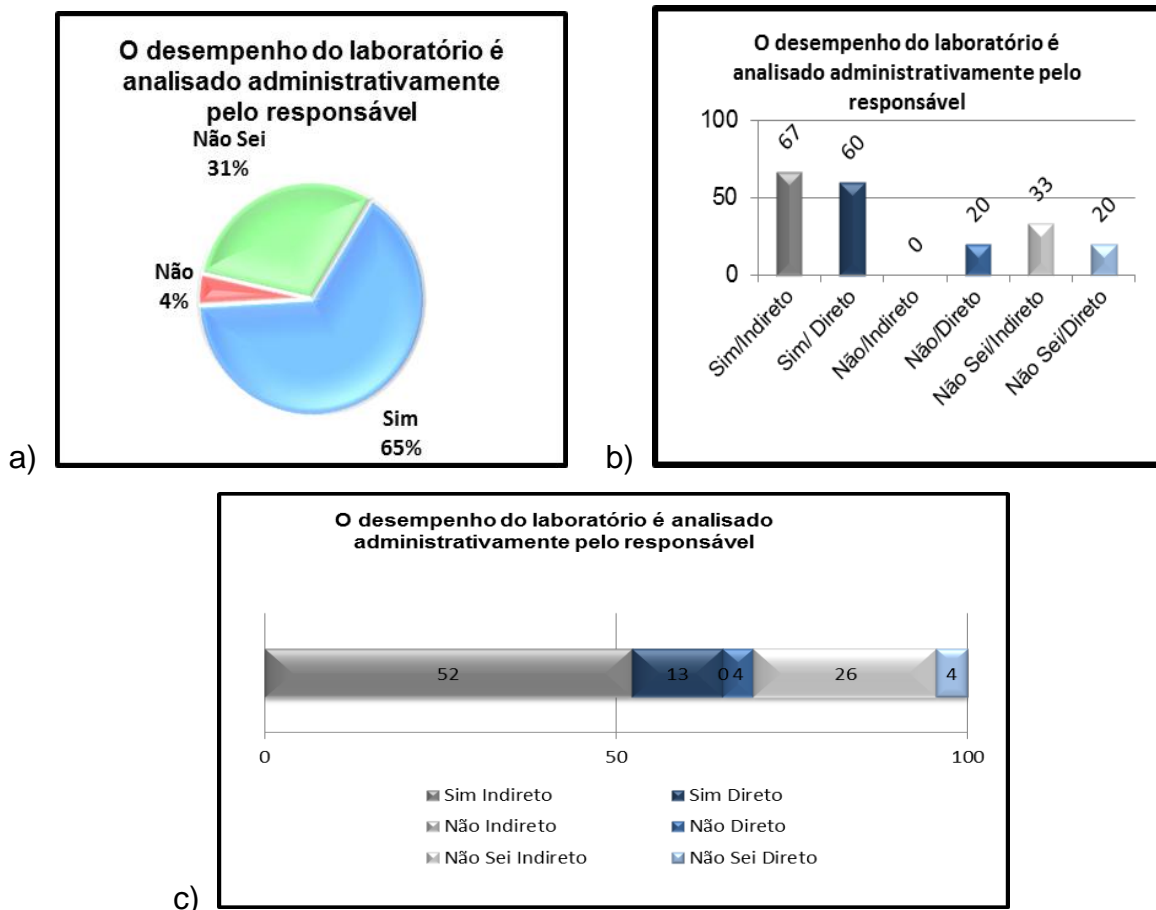 O desempenho do laboratório é
analisado administrativamente
pelo responsável
Não Sei
31%
Não
4%
Sim
65%
a)
O desempenho do laboratório é
analisado administrativamente pelo
responsável
100
50
0
67
60
0
20
33
20
Sim/Indireto
Sim/ Direto
Não/Indireto
Não/Direto
Não Sei/Indireto
Não Sei/Direto
b)
O desempenho do laboratório é analisado
administrativamente pelo responsável
52 13 0 4 26 4
0 50 100
Sim Indireto Sim Direto
Não Indireto Não Direto
Não Sei Indireto Não Sei Direto
c)